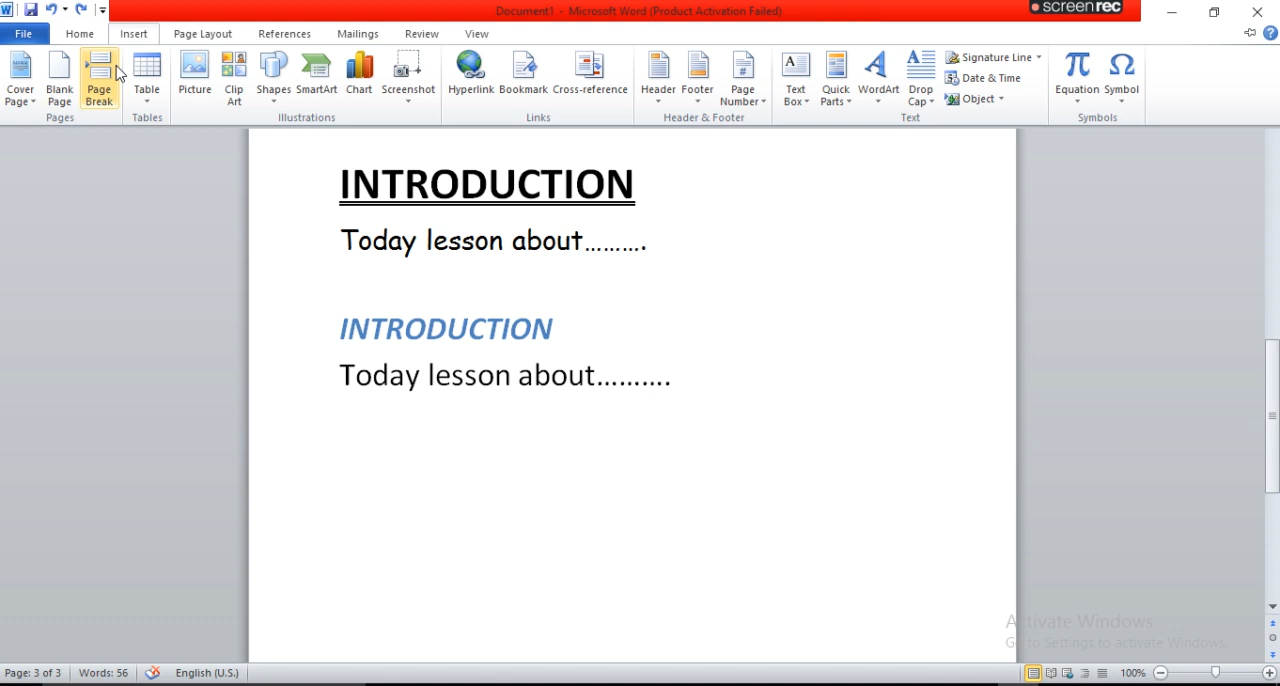 Document1 - Microsoft Word (Product Activation Failed)
screenrec
File Home Insert Page Layout References Mailings Review View
Cover Page Blank Page Page Break Table Picture Clip Art Shapes SmartArt Chart Screenshot Hyperlink Bookmark Cross-reference Header Footer Page Number Text Box Quick Parts WordArt Drop Cap Signature Line Date & Time Object Equation Symbol
Pages Tables Illustrations Links Header & Footer Text Symbols
INTRODUCTION
Today lesson about……….
INTRODUCTION
Today lesson about……….
Activate Windows
Go to Settings to activate Windows.
Page: 3 of 3 Words: 56 English (U.S.) 100%